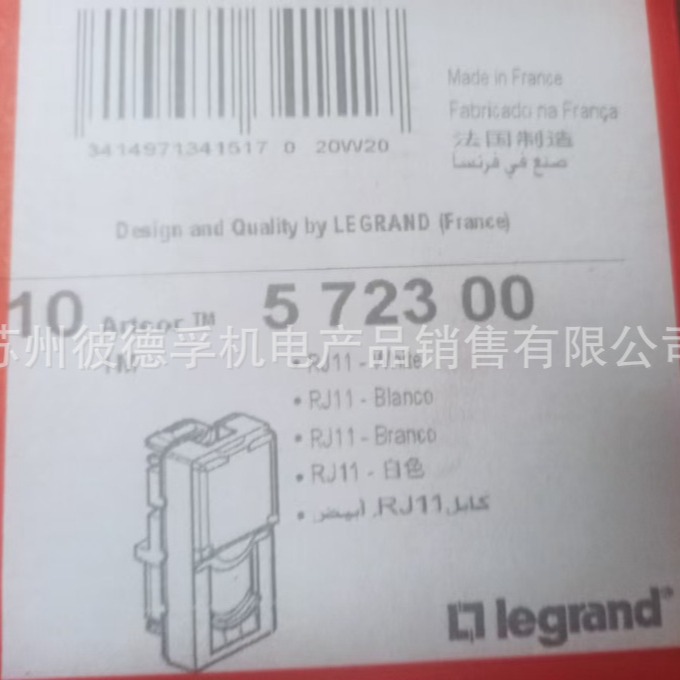 3414971341517 0 20W20
Made in France
Fabricado na França
法国制造
صنع في فرنسا
Design and Quality by LEGRAND (France)
10 Arteor™ 5 723 00
苏州彼德孚机电产品销售有限公司
• RJ11 - White
• RJ11 - Blanco
• RJ11 - Branco
• RJ11 - 白色
• كابل RJ11, ابيض
legrand®